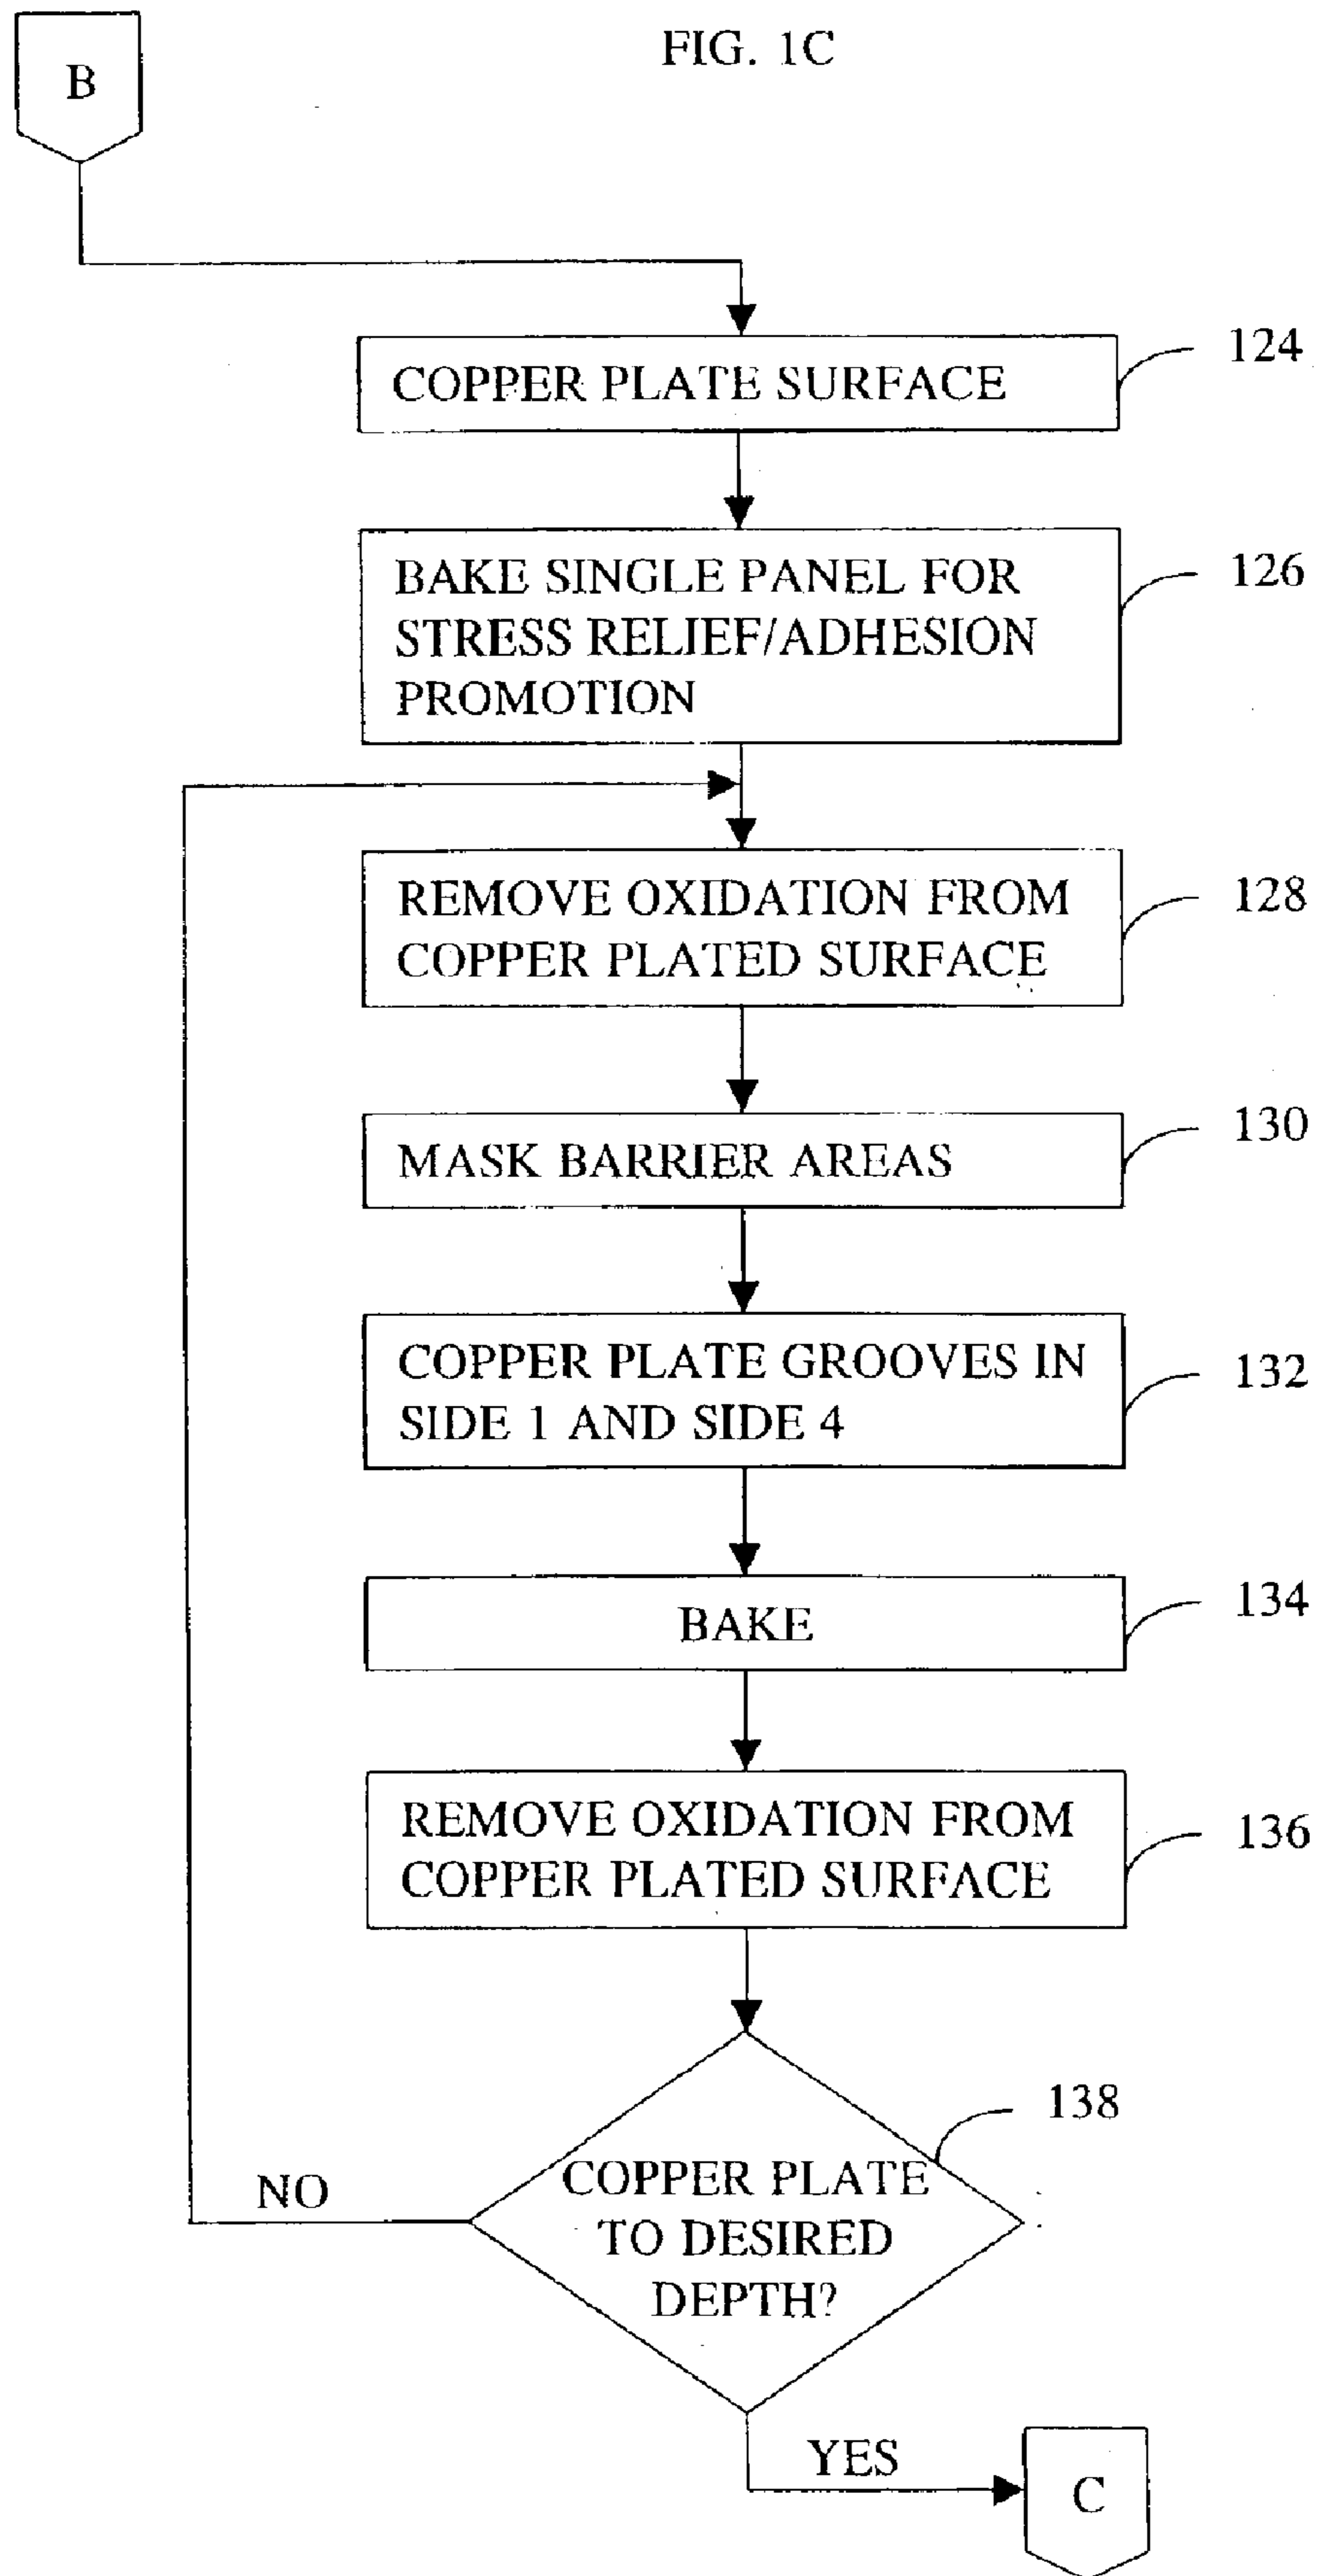 FIG. 1C
B
COPPER PLATE SURFACE
124
BAKE SINGLE PANEL FOR
STRESS RELIEF/ADHESION
PROMOTION
126
REMOVE OXIDATION FROM
COPPER PLATED SURFACE
128
MASK BARRIER AREAS
130
COPPER PLATE GROOVES IN
SIDE 1 AND SIDE 4
132
BAKE
134
REMOVE OXIDATION FROM
COPPER PLATED SURFACE
136
138
COPPER PLATE
TO DESIRED
DEPTH?
NO
YES
C